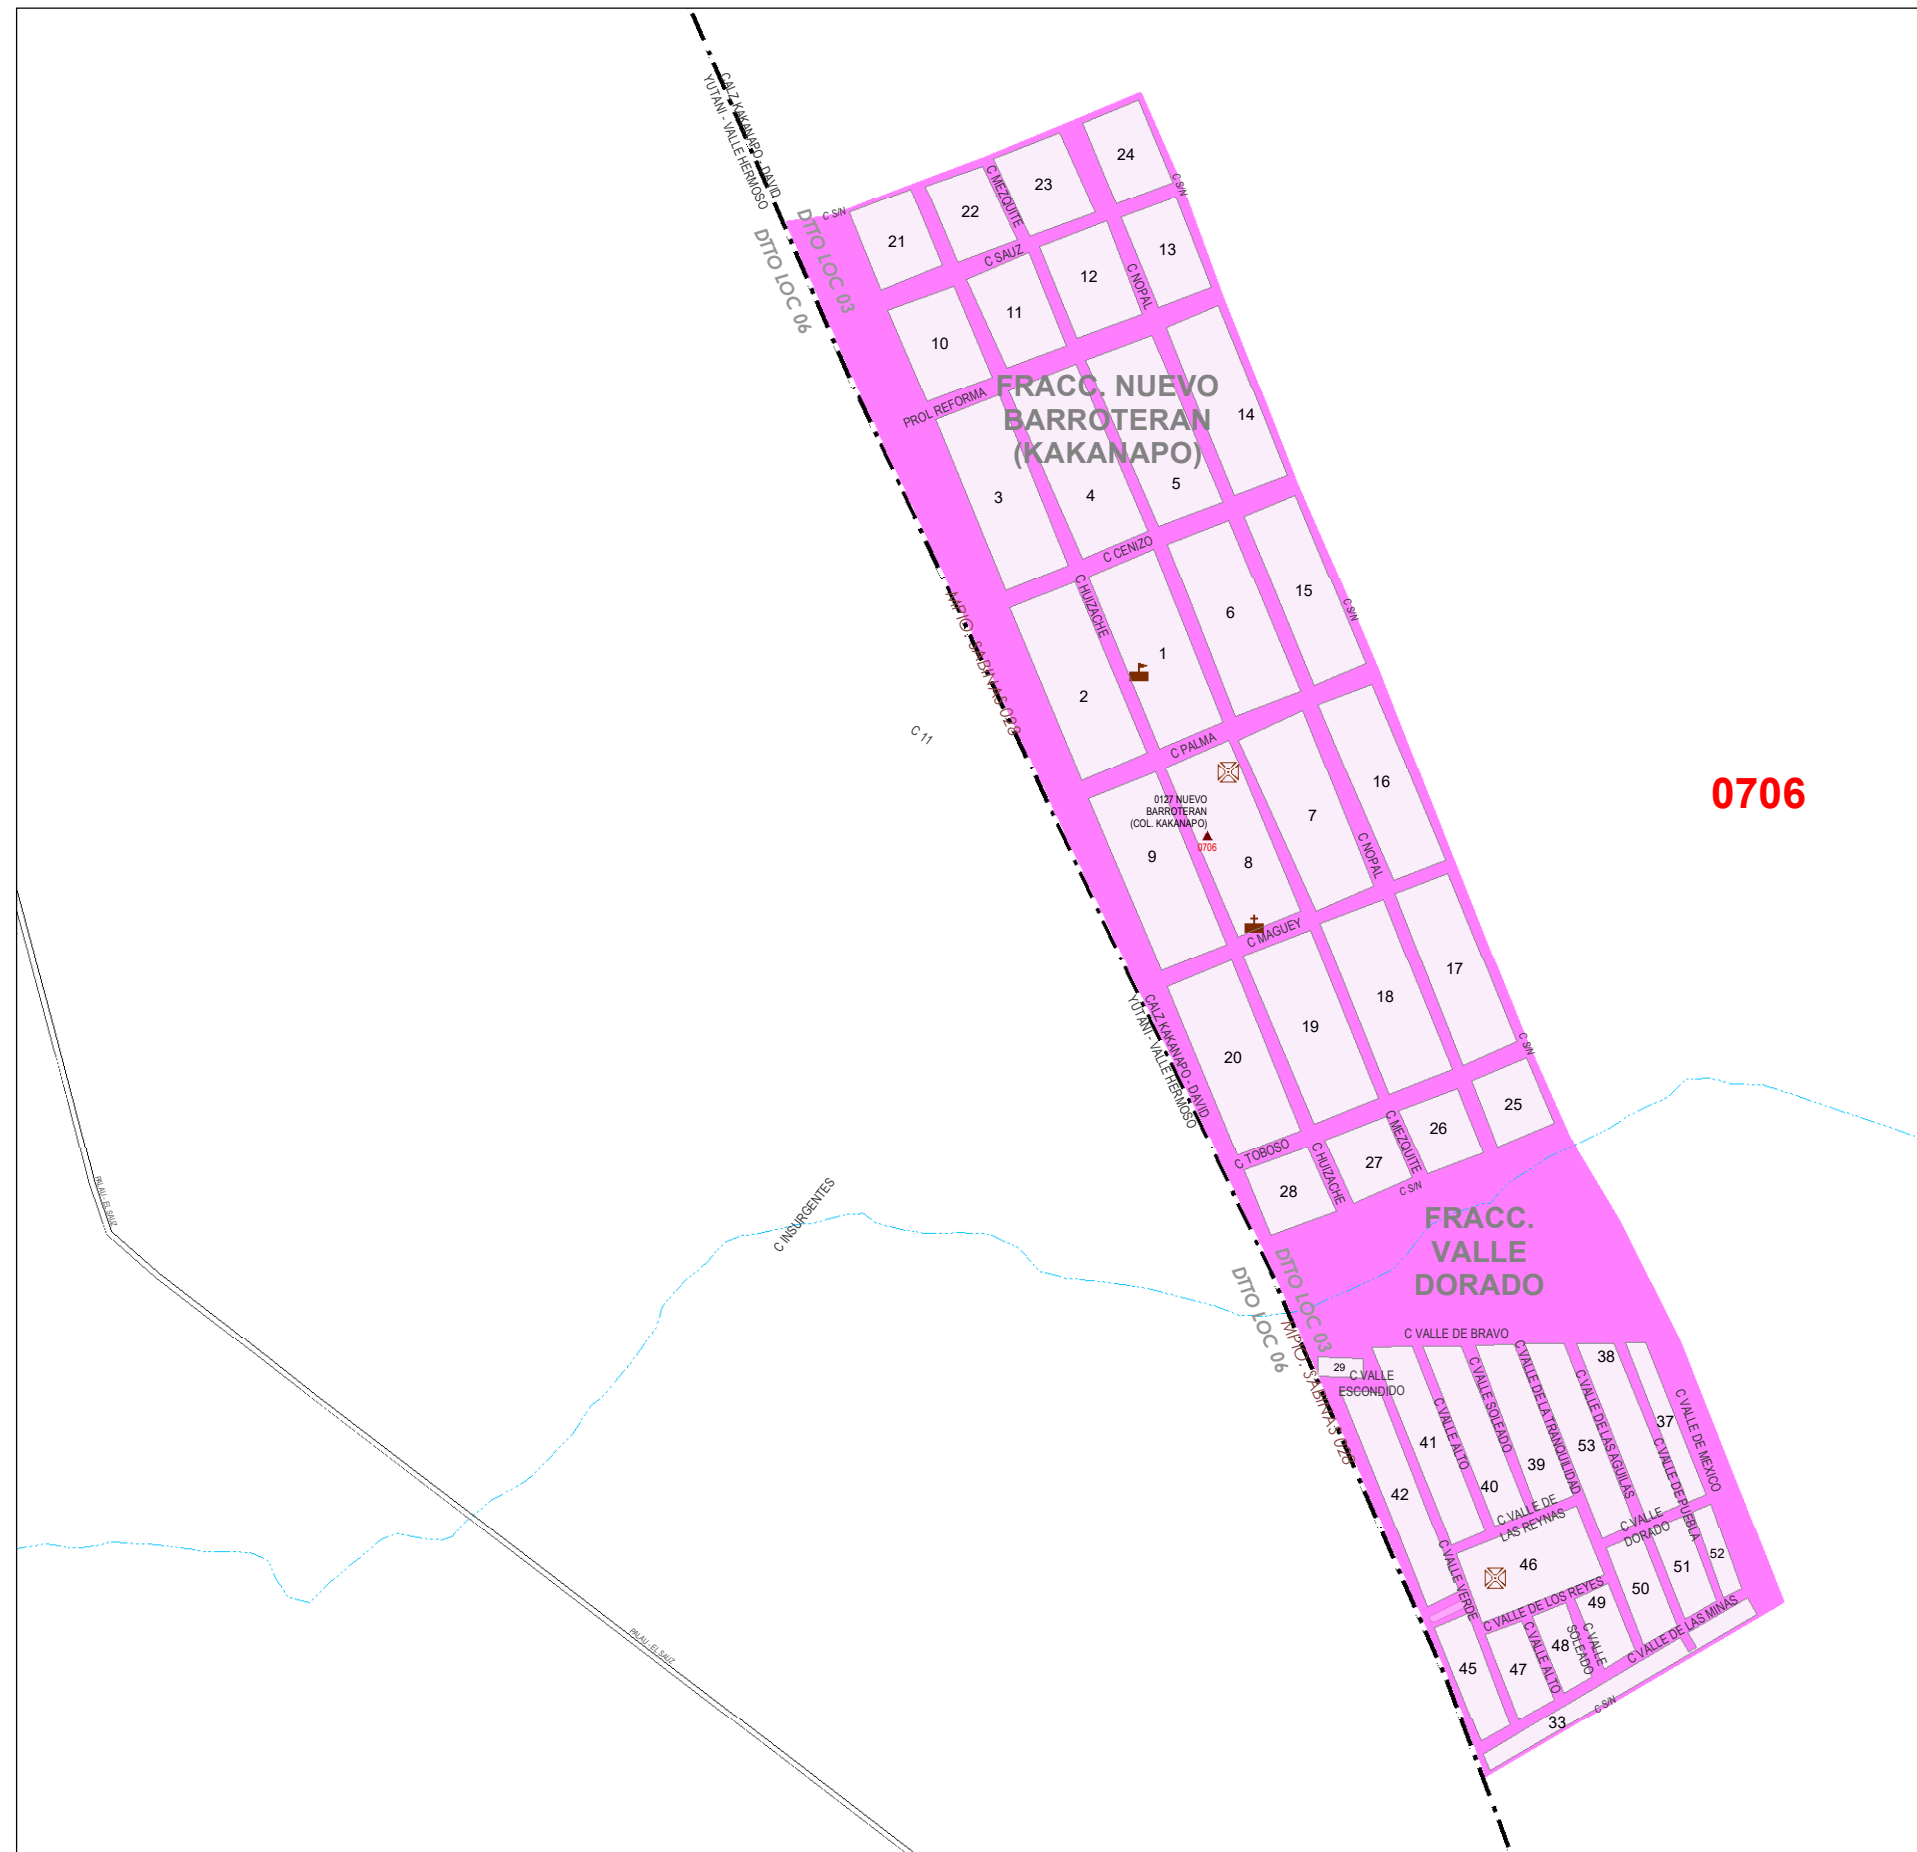 CALZ KAKANAPO - DAVID
YUTANI - VALLE HERMOSO
24
C S/N
C MEZQUITE
23
22
C S/N
21
DTTO LOC 03
DTTO LOC 06
C SAUZ
13
12
C NOPAL
11
10
FRACC. NUEVO
BARROTERAN
(KAKANAPO)
PROL REFORMA
14
5
4
3
C CENIZO
C HUIZACHE
15
C S/N
6
1
2
MPIO. SABINAS 028
C 11
C PALMA
16
0706
0127 NUEVO
BARROTERAN
(COL. KAKANAPO)
0706
7
C NOPAL
9
8
C MAGUEY
17
18
19
20
CALZ KAKANAPO - DAVID
YUTANI - VALLE HERMOSO
C S/N
25
26
C MEZQUITE
27
C TOBOSO
C HUIZACHE
28
C S/N
PALAU - EL SAUZ
C INSURGENTES
FRACC.
VALLE
DORADO
DTTO LOC 03
DTTO LOC 06
MPIO. SABINAS 028
C VALLE DE BRAVO
29
C VALLE
ESCONDIDO
38
37
C VALLE DE MEXICO
C VALLE DE LAS AGUILAS
C VALLE DE LA TRANQUILIDAD
C VALLE SOLEADO
C VALLE ALTO
41
53
39
40
42
C VALLE DE PUEBLA
C VALLE DE
LAS REYNAS
C VALLE
DORADO
C VALLE VERDE
46
51
52
50
49
C VALLE DE LOS REYES
C VALLE DE LAS MINAS
C VALLE
SOLEADO
48
C VALLE ALTO
47
45
PALAU - EL SAUZ
C S/N
33